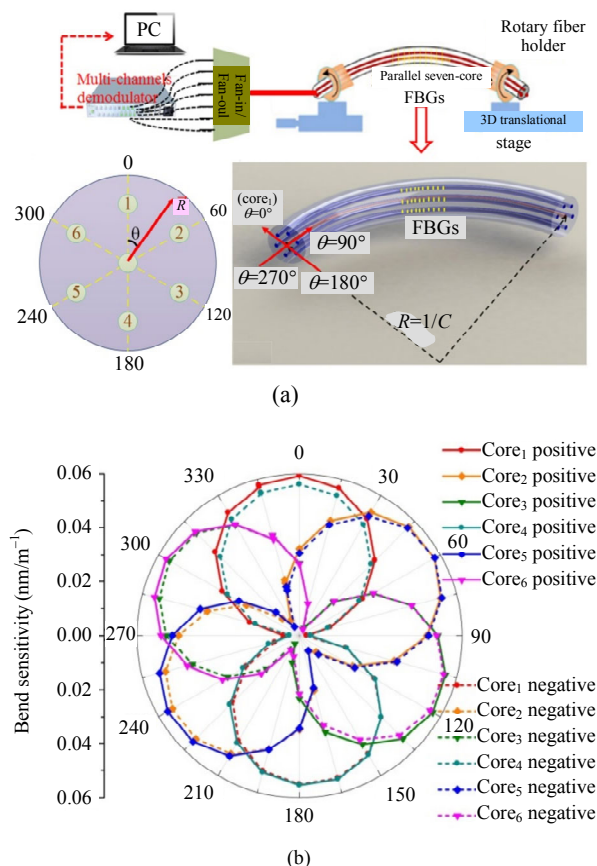 PC
Multi-channels
demodulator
Fan-in/
Fan-out
Rotary fiber
holder
Parallel seven-core
FBGs
3D translational
stage
0
300
60
240
120
180
1
2
3
4
5
6
θ
R
(core₁)
θ=0°
θ=90°
θ=270°
θ=180°
FBGs
R=1/C
(a)
Bend sensitivity (nm/m⁻¹)
0.06
0.04
0.02
0.00
0.02
0.04
0.06
0
30
60
90
120
150
180
210
240
270
300
330
Core₁ positive
Core₂ positive
Core₃ positive
Core₄ positive
Core₅ positive
Core₆ positive
Core₁ negative
Core₂ negative
Core₃ negative
Core₄ negative
Core₅ negative
Core₆ negative
(b)